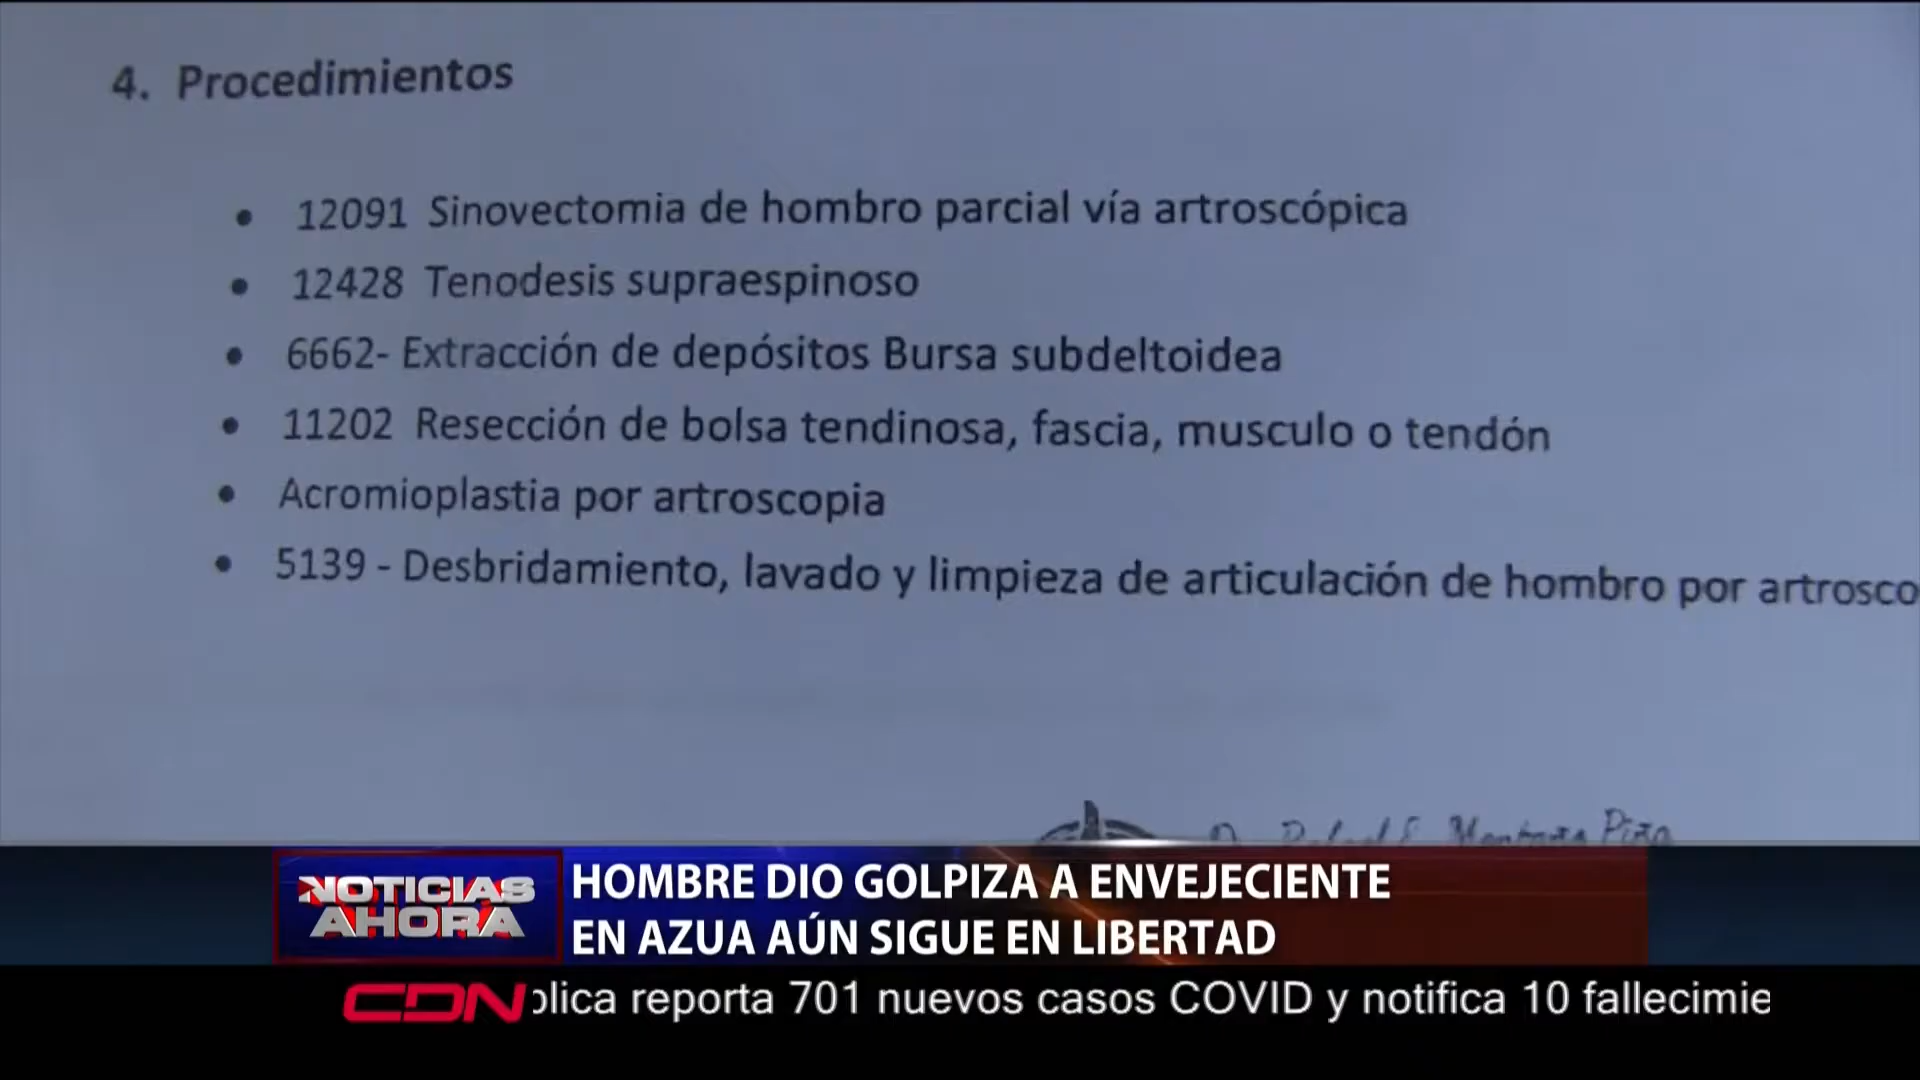 4. Procedimientos
• 12091 Sinovectomia de hombro parcial vía artroscópica
• 12428 Tenodesis supraespinoso
• 6662- Extracción de depósitos Bursa subdeltoidea
• 11202 Resección de bolsa tendinosa, fascia, musculo o tendón
• Acromioplastia por artroscopia
• 5139 - Desbridamiento, lavado y limpieza de articulación de hombro por artrosco
NOTICIAS
AHORA
HOMBRE DIO GOLPIZA A ENVEJECIENTE
EN AZUA AÚN SIGUE EN LIBERTAD
CDN
blica reporta 701 nuevos casos COVID y notifica 10 fallecimie